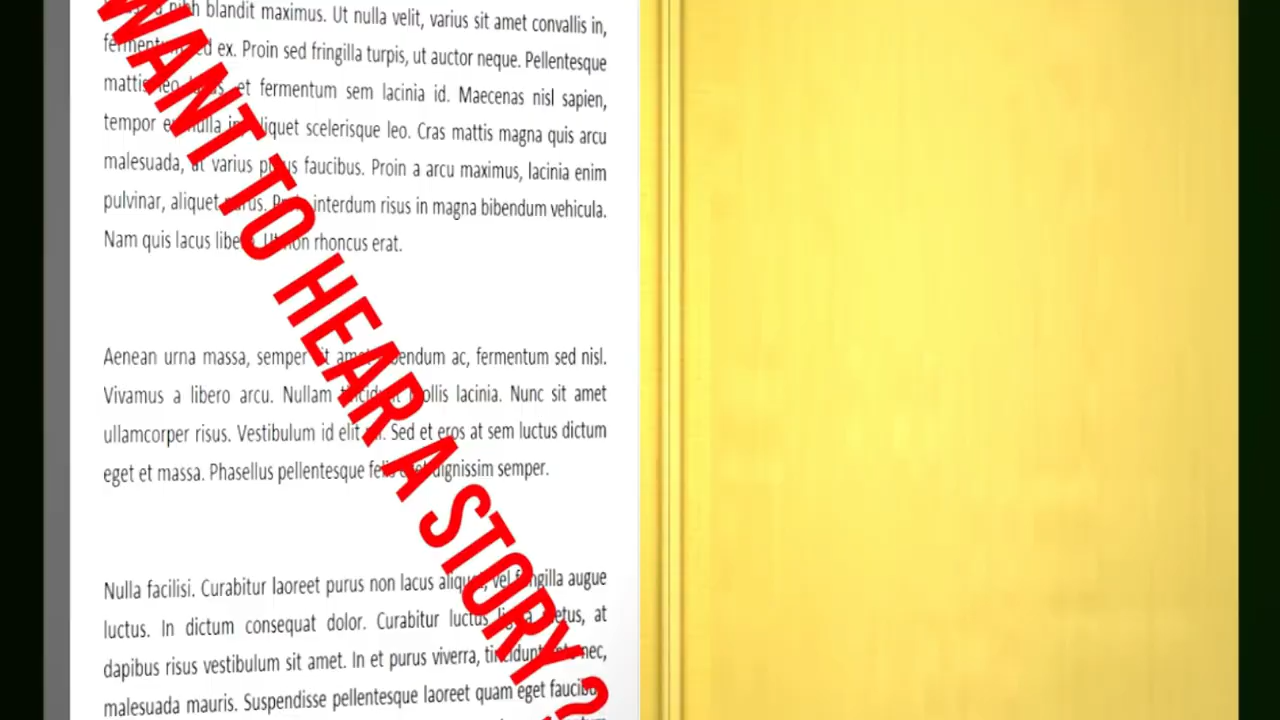 blandit maximus. Ut nulla velit, varius sit amet convallis in,
ex. Proin sed fringilla turpis, ut auctor neque. Pellentesque
mattis et fermentum sem lacinia id. Maecenas nisl sapien,
tempor scelerisque leo. Cras mattis magna quis arcu
malesuada, varius faucibus. Proin a arcu maximus, lacinia enim
pulvinar, aliquet interdum risus in magna bibendum vehicula.
Nam quis lacus rhoncus erat.
Aenean urna massa, semper ac, fermentum sed nisl.
Vivamus a libero arcu. Nullam lacinia. Nunc sit amet
ullamcorper risus. Vestibulum id elit Sed et eros at sem luctus dictum
eget et massa. Phasellus pellentesque dignissim semper.
Nulla facilisi. Curabitur laoreet purus non lacus vel augue
luctus. In dictum consequat dolor. Curabitur luctus at
dapibus risus vestibulum sit amet. In et purus viverra, nec,
malesuada mauris. Suspendisse pellentesque laoreet quam eget
WANT TO HEAR A STORY ?